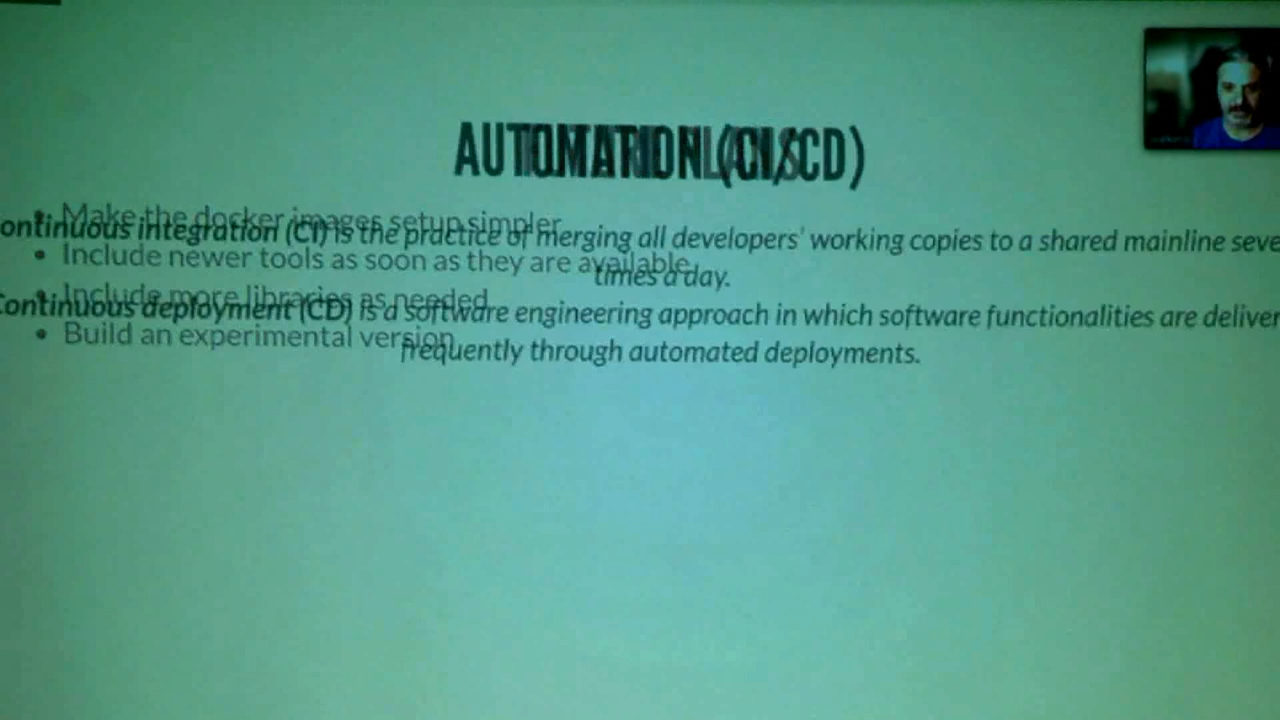 AUTOMATION (CI/CD)
Make the docker images setup simpler
ontinuous integration (CI) is the practice of merging all developers' working copies to a shared mainline seve
Include newer tools as soon as they are available
times a day.
Include more libraries as needed
ontinuous deployment (CD) is a software engineering approach in which software functionalities are deliver
Build an experimental version
frequently through automated deployments.